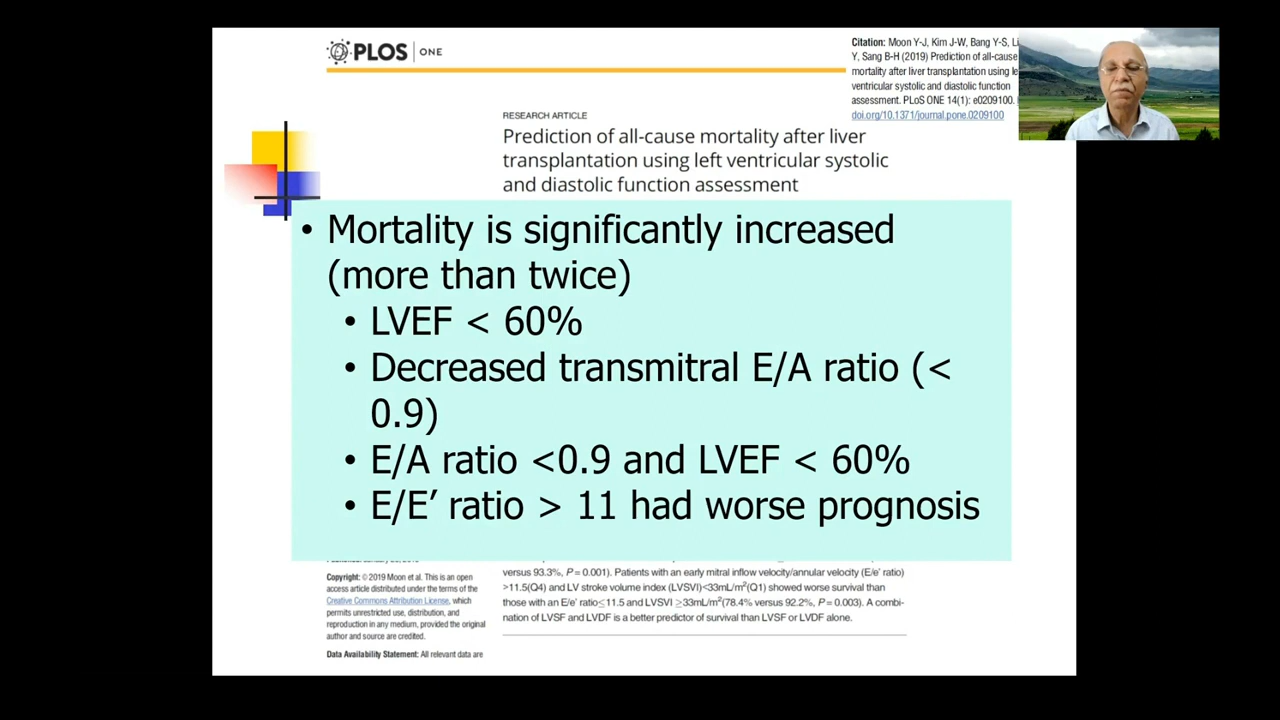 PLOS | ONE
Citation: Moon Y-J, Kim J-W, Bang Y-S,
Y, Sang B-H (2019) Prediction of all-cause
mortality after liver transplantation using
ventricular systolic and diastolic function
assessment. PLoS ONE 14(1): e0209100.
doi.org/10.1371/journal.pone.0209100
RESEARCH ARTICLE
Prediction of all-cause mortality after liver
transplantation using left ventricular systolic
and diastolic function assessment
• Mortality is significantly increased
(more than twice)
• LVEF < 60%
• Decreased transmitral E/A ratio (<
0.9)
• E/A ratio <0.9 and LVEF < 60%
• E/E’ ratio > 11 had worse prognosis
Copyright: © 2019 Moon et al. This is an open
access article distributed under the terms of the
Creative Commons Attribution License, which
permits unrestricted use, distribution, and
reproduction in any medium, provided the original
author and source are credited.
Data Availability Statement: All relevant data are
versus 93.3%, P = 0.001). Patients with an early mitral inflow velocity/annular velocity (E/e’ ratio)
>11.5(Q4) and LV stroke volume index (LVSVI)<33mL/m²(Q1) showed worse survival than
those with an E/e’ ratio≤11.5 and LVSVI ≥33mL/m²(78.4% versus 92.2%, P = 0.003). A combi-
nation of LVSF and LVDF is a better predictor of survival than LVSF or LVDF alone.